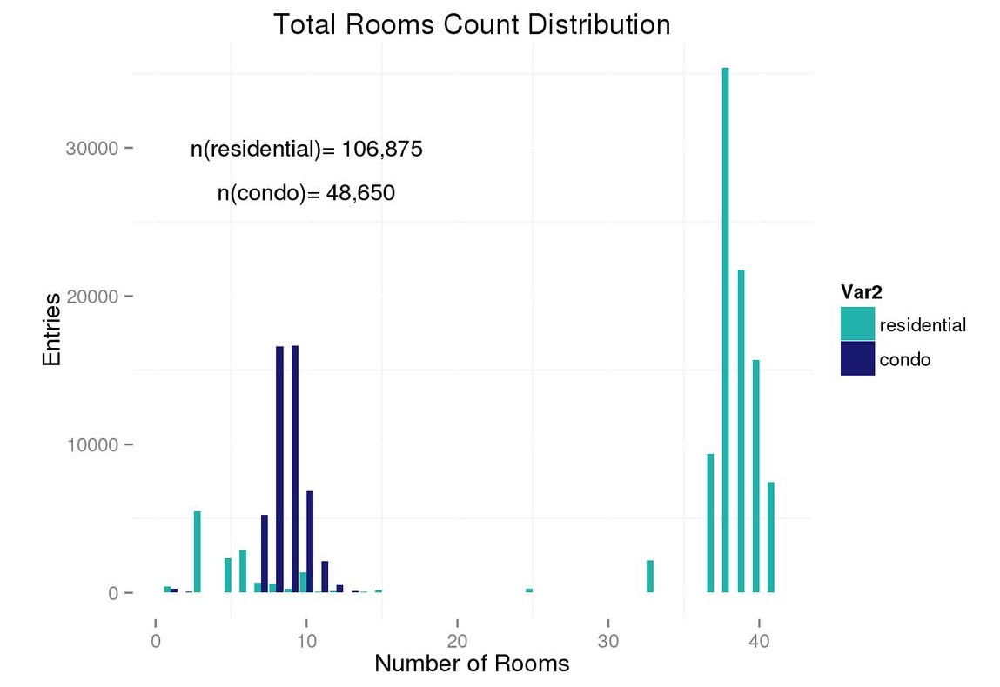 Total Rooms Count Distribution
n(residential)= 106,875
n(condo)= 48,650
Entries
30000
20000
10000
0
0 10 20 30 40
Number of Rooms
Var2
residential
condo